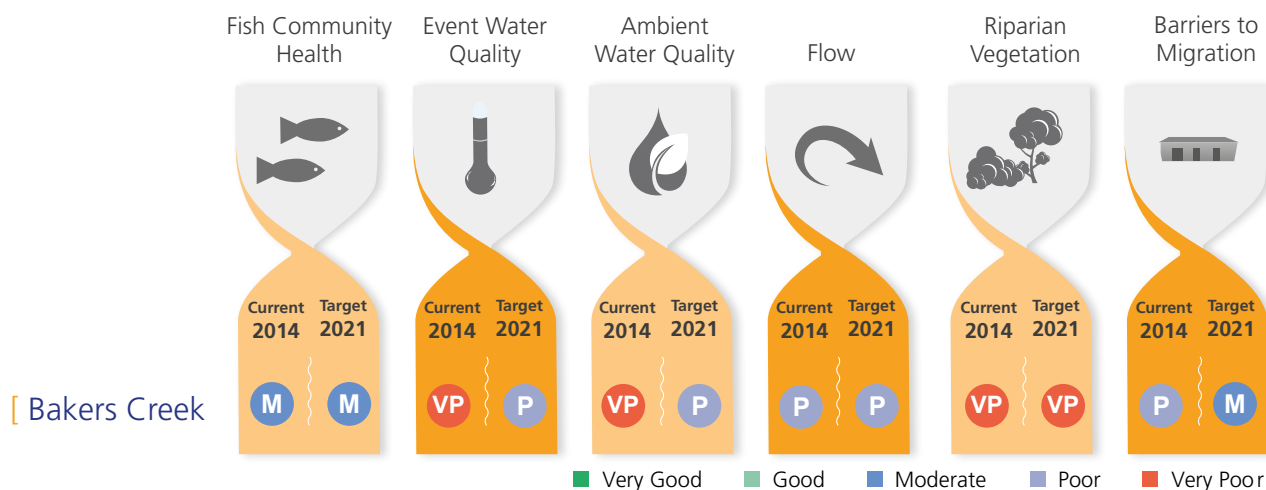 Fish Community
Health
Event Water
Quality
Ambient
Water Quality
Flow
Riparian
Vegetation
Barriers to
Migration
Current Target
2014 2021
Current Target
2014 2021
Current Target
2014 2021
Current Target
2014 2021
Current Target
2014 2021
Current Target
2014 2021
[ Bakers Creek
M M
VP P
VP P
P P
VP VP
P M
Very Good Good Moderate Poor Very Poor